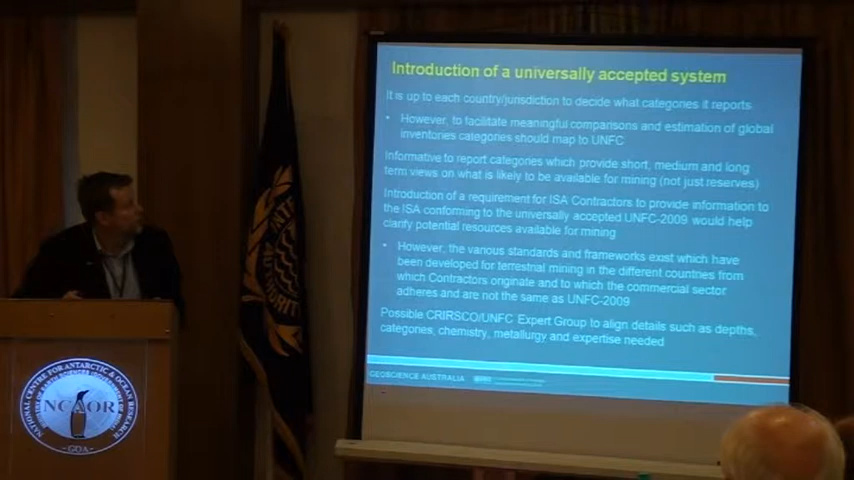 Introduction of a universally accepted system
It is up to each country/jurisdiction to decide what categories it reports.
• However, to facilitate meaningful comparisons and estimation of global
inventories categories should map to UNFC
Informative to report categories which provide short, medium and long
term views on what is likely to be available for mining (not just reserves)
Introduction of a requirement for ISA Contractors to provide information to
the ISA conforming to the universally accepted UNFC-2009 would help
clarify potential resources available for mining
• However, the various standards and frameworks exist which have
been developed for terrestrial mining in the different countries from
which Contractors originate and to which the commercial sector
adheres and are not the same as UNFC-2009
Possible CRIRSCO/UNFC Expert Group to align details such as depths,
categories, chemistry, metallurgy and expertise needed
GEOSCIENCE AUSTRALIA
NATIONAL CENTRE FOR ANTARCTIC & OCEAN RESEARCH
NCAOR
GOA